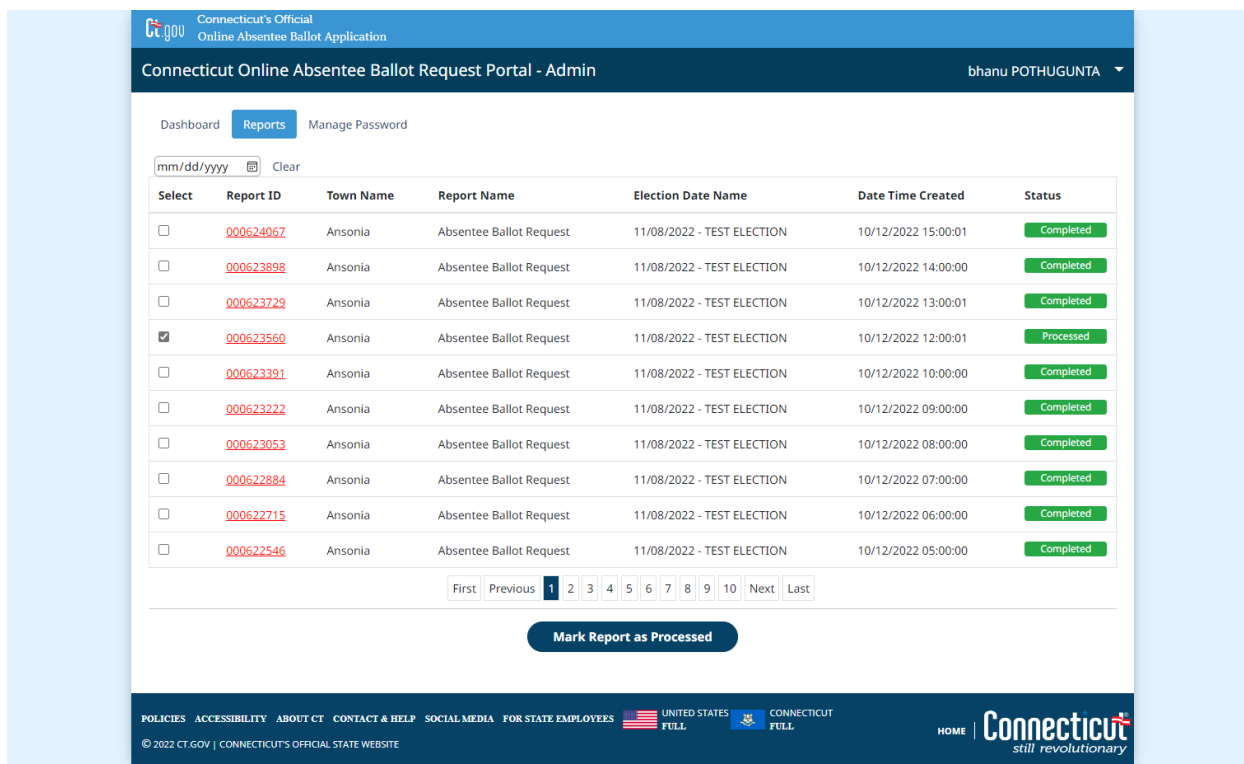 Ct.gov Connecticut's Official
Online Absentee Ballot Application
Connecticut Online Absentee Ballot Request Portal - Admin bhanu POTHUGUNTA
Dashboard Reports Manage Password
mm/dd/yyyy Clear
Select Report ID Town Name Report Name Election Date Name Date Time Created Status
000624067 Ansonia Absentee Ballot Request 11/08/2022 - TEST ELECTION 10/12/2022 15:00:01 Completed
000623898 Ansonia Absentee Ballot Request 11/08/2022 - TEST ELECTION 10/12/2022 14:00:00 Completed
000623729 Ansonia Absentee Ballot Request 11/08/2022 - TEST ELECTION 10/12/2022 13:00:01 Completed
000623560 Ansonia Absentee Ballot Request 11/08/2022 - TEST ELECTION 10/12/2022 12:00:01 Processed
000623391 Ansonia Absentee Ballot Request 11/08/2022 - TEST ELECTION 10/12/2022 10:00:00 Completed
000623222 Ansonia Absentee Ballot Request 11/08/2022 - TEST ELECTION 10/12/2022 09:00:00 Completed
000623053 Ansonia Absentee Ballot Request 11/08/2022 - TEST ELECTION 10/12/2022 08:00:00 Completed
000622884 Ansonia Absentee Ballot Request 11/08/2022 - TEST ELECTION 10/12/2022 07:00:00 Completed
000622715 Ansonia Absentee Ballot Request 11/08/2022 - TEST ELECTION 10/12/2022 06:00:00 Completed
000622546 Ansonia Absentee Ballot Request 11/08/2022 - TEST ELECTION 10/12/2022 05:00:00 Completed
First Previous 1 2 3 4 5 6 7 8 9 10 Next Last
Mark Report as Processed
POLICIES ACCESSIBILITY ABOUT CT CONTACT & HELP SOCIAL MEDIA FOR STATE EMPLOYEES UNITED STATES FULL CONNECTICUT FULL
© 2022 CT.GOV | CONNECTICUT'S OFFICIAL STATE WEBSITE
HOME | Connecticut
still revolutionary